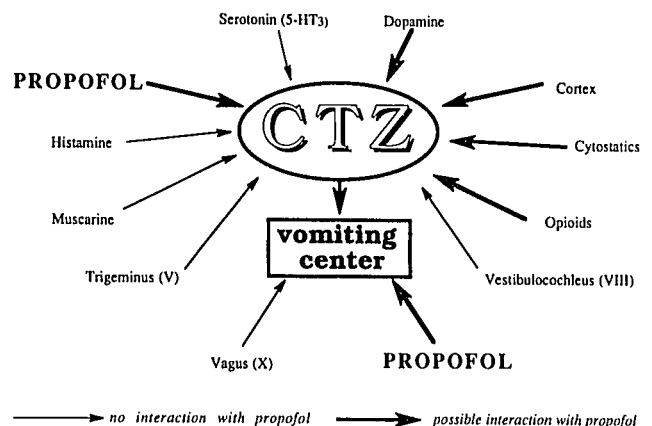 Serotonin (5-HT3)
Dopamine
PROPOFOL
Cortex
CTZ
Histamine
Cytostatics
Muscarine
Opioids
vomiting
center
Trigeminus (V)
Vestibulocochleus (VIII)
Vagus (X)
PROPOFOL
no interaction with propofol
possible interaction with propofol